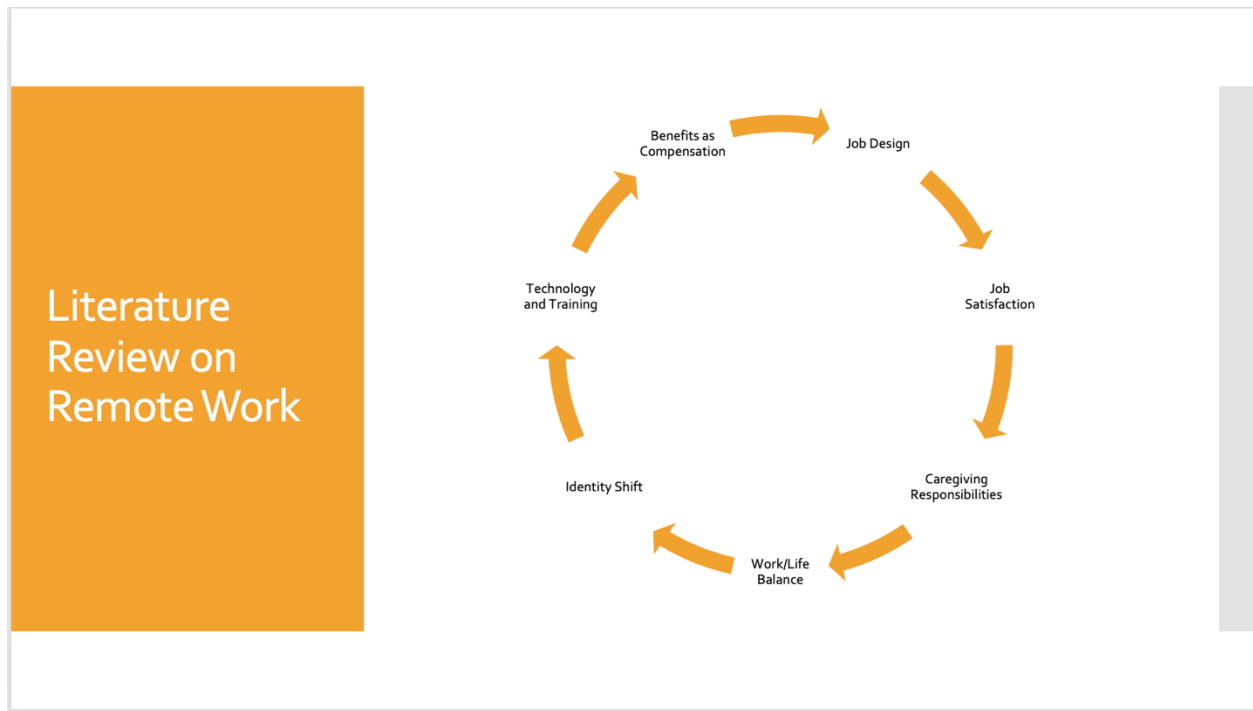 Literature
Review on
Remote Work
Benefits as
Compensation
Job Design
Job
Satisfaction
Caregiving
Responsibilities
Work/Life
Balance
Identity Shift
Technology
and Training